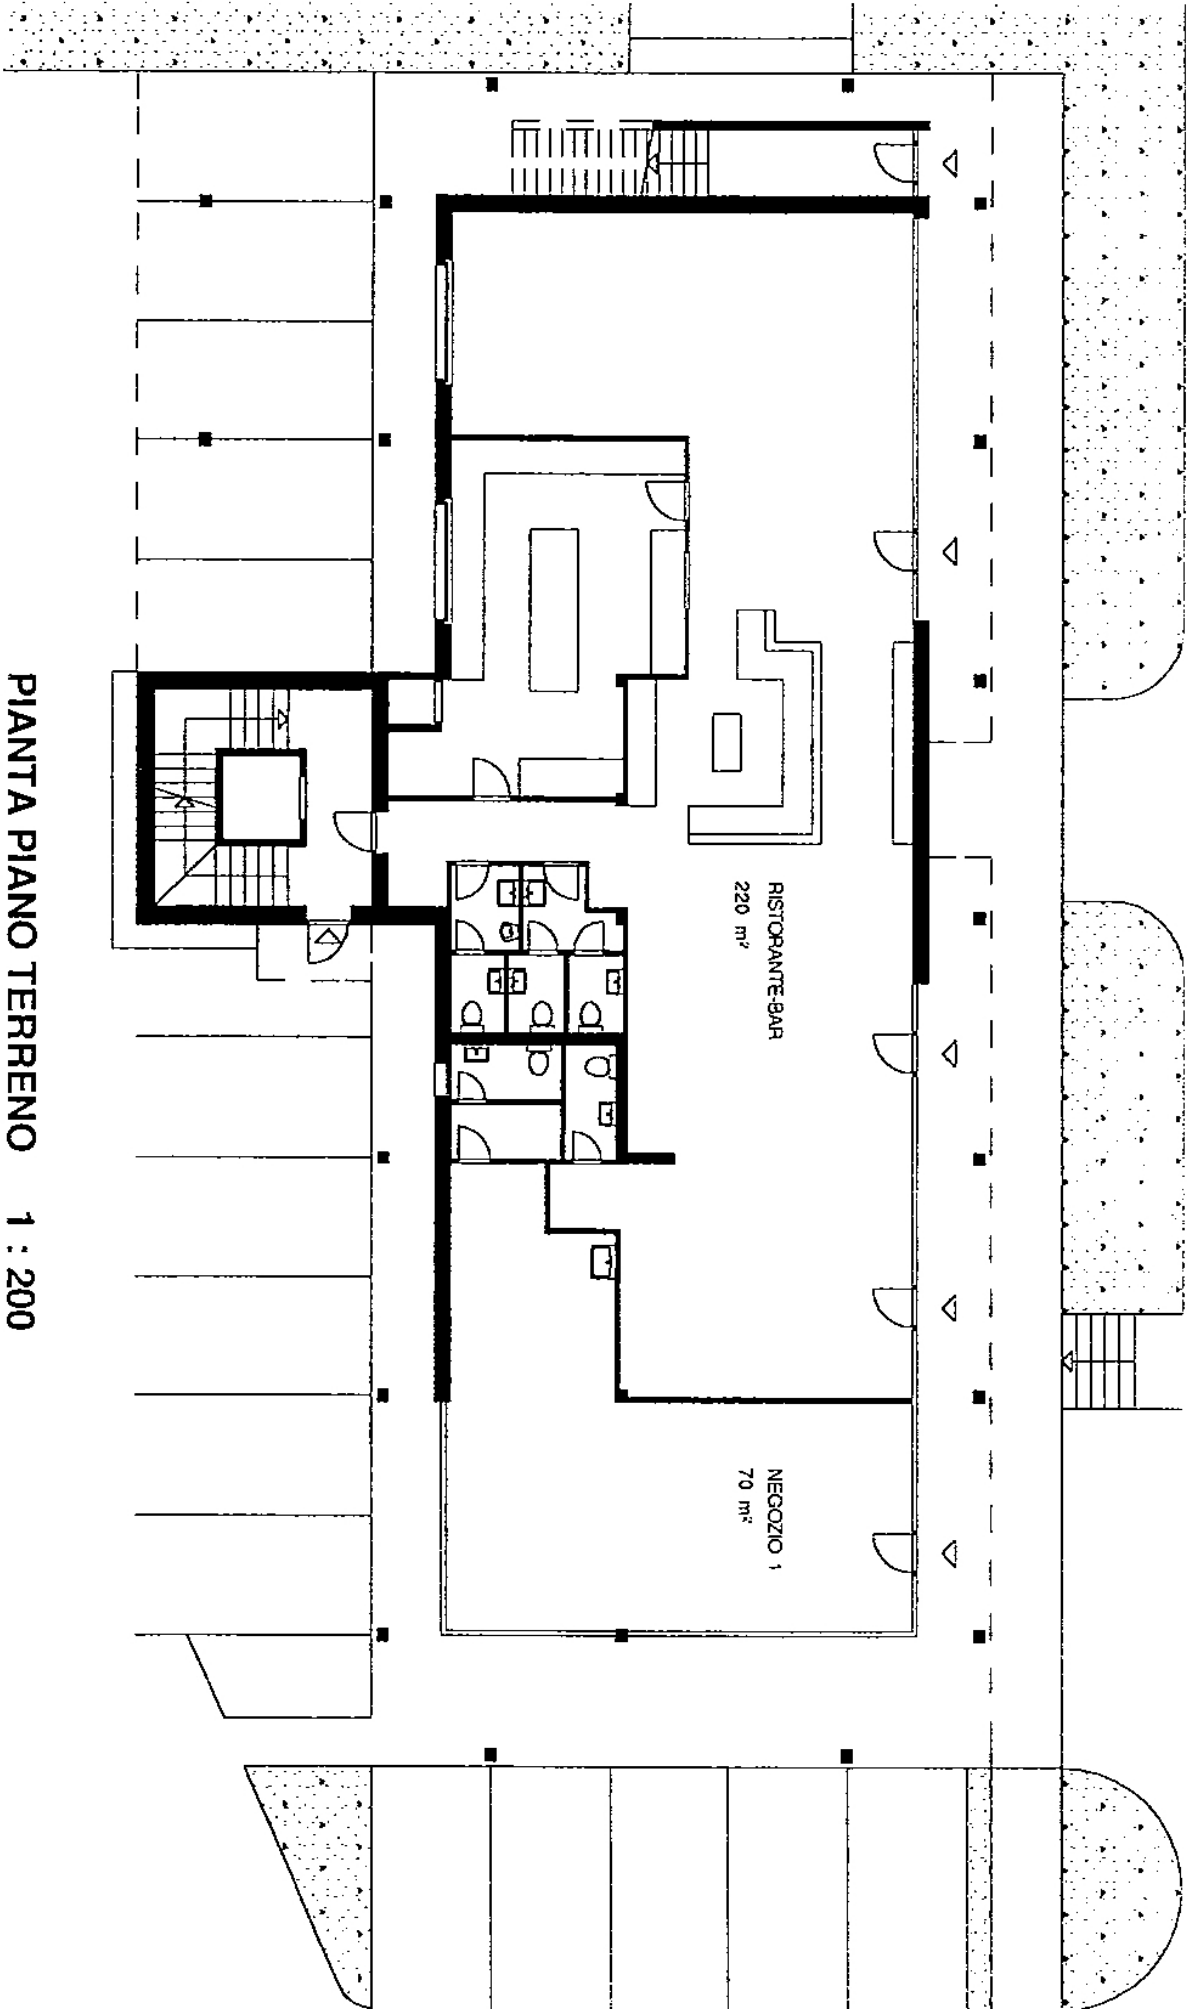 RISTORANTE-BAR
220 m²
NEGOZIO 1
70 m²
PIANTA PIANO TERRENO 1 : 200